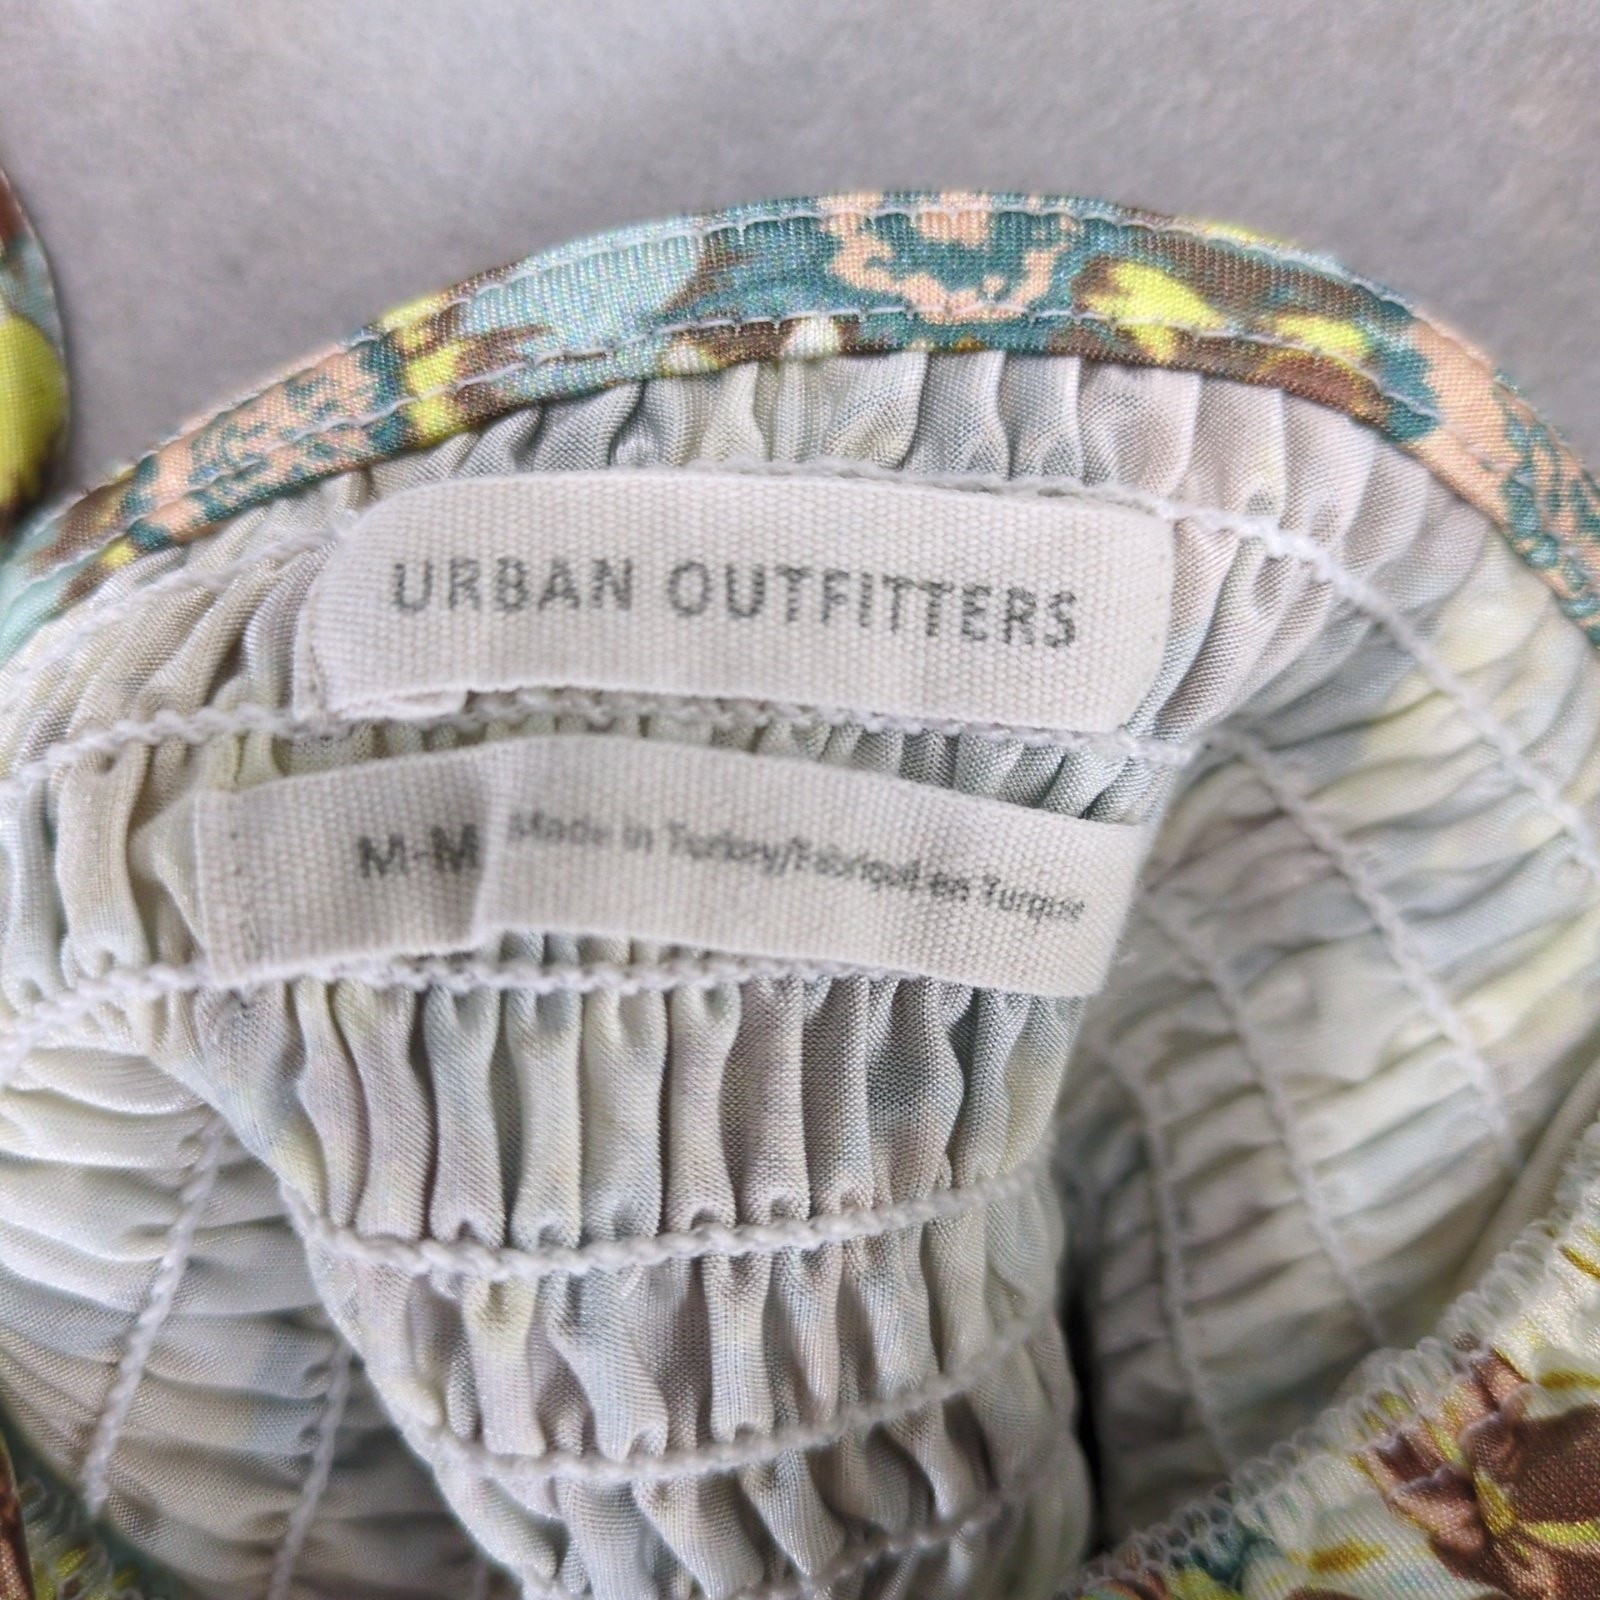 URBAN OUTFITTERS
M-M
Made in Turkey/Fabriqué en Turquie